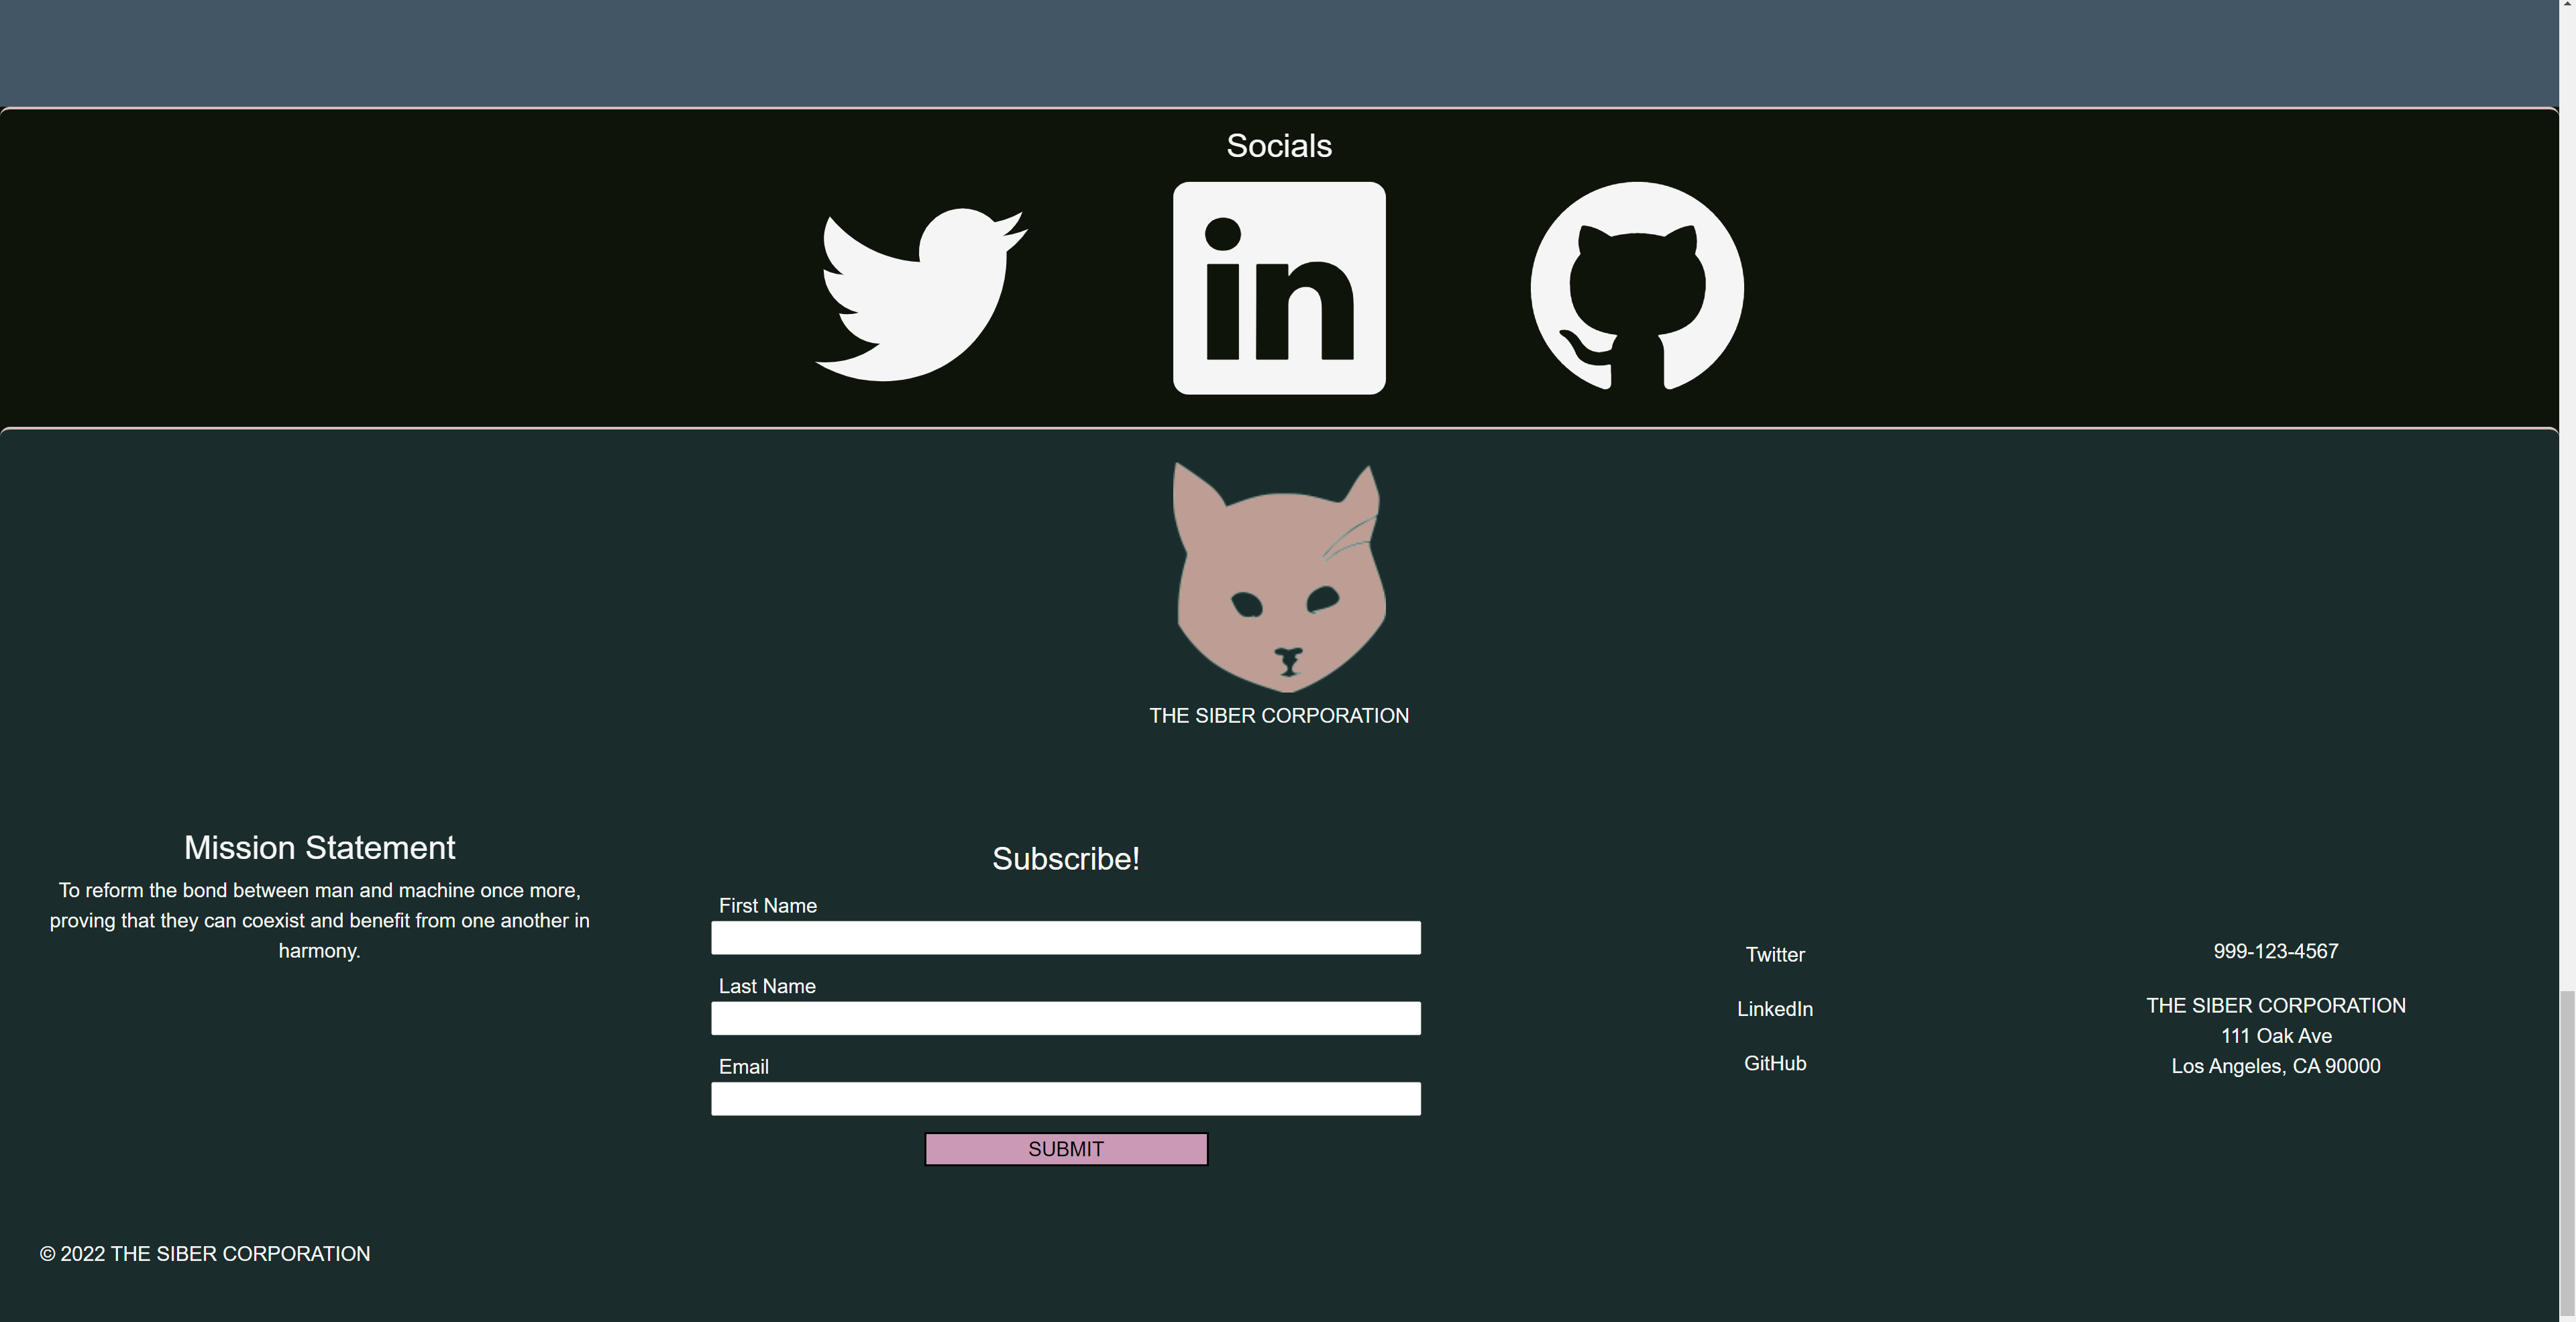 Socials
in
THE SIBER CORPORATION
Mission Statement
To reform the bond between man and machine once more,
proving that they can coexist and benefit from one another in
harmony.
Subscribe!
First Name
Last Name
Email
SUBMIT
Twitter
LinkedIn
GitHub
999-123-4567
THE SIBER CORPORATION
111 Oak Ave
Los Angeles, CA 90000
© 2022 THE SIBER CORPORATION